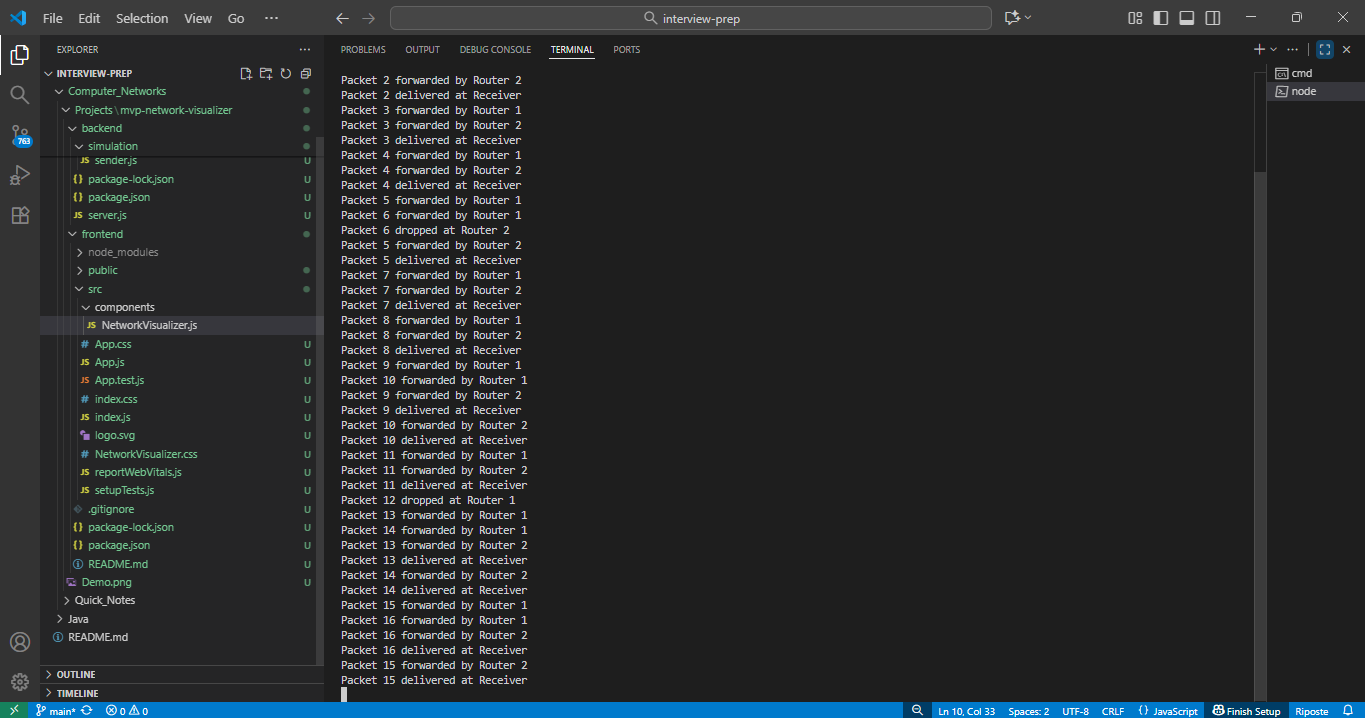 File Edit Selection View Go ···
interview-prep
EXPLORER ···
INTERVIEW-PREP
Computer_Networks
Projects \ mvp-network-visualizer
backend
simulation
JS sender.js U
{} package-lock.json U
{} package.json U
JS server.js U
frontend
node_modules
public
src
components
JS NetworkVisualizer.js
# App.css U
JS App.js U
JS App.test.js U
# index.css U
JS index.js U
logo.svg U
# NetworkVisualizer.css U
JS reportWebVitals.js U
JS setupTests.js U
.gitignore U
{} package-lock.json U
{} package.json U
README.md U
Demo.png U
Quick_Notes
Java
README.md
OUTLINE
TIMELINE
763
PROBLEMS OUTPUT DEBUG CONSOLE TERMINAL PORTS
Packet 2 forwarded by Router 2
Packet 2 delivered at Receiver
Packet 3 forwarded by Router 1
Packet 3 forwarded by Router 2
Packet 3 delivered at Receiver
Packet 4 forwarded by Router 1
Packet 4 forwarded by Router 2
Packet 4 delivered at Receiver
Packet 5 forwarded by Router 1
Packet 6 forwarded by Router 1
Packet 6 dropped at Router 2
Packet 5 forwarded by Router 2
Packet 5 delivered at Receiver
Packet 7 forwarded by Router 1
Packet 7 forwarded by Router 2
Packet 7 delivered at Receiver
Packet 8 forwarded by Router 1
Packet 8 forwarded by Router 2
Packet 8 delivered at Receiver
Packet 9 forwarded by Router 1
Packet 10 forwarded by Router 1
Packet 9 forwarded by Router 2
Packet 9 delivered at Receiver
Packet 10 forwarded by Router 2
Packet 10 delivered at Receiver
Packet 11 forwarded by Router 1
Packet 11 forwarded by Router 2
Packet 11 delivered at Receiver
Packet 12 dropped at Router 1
Packet 13 forwarded by Router 1
Packet 14 forwarded by Router 1
Packet 13 forwarded by Router 2
Packet 13 delivered at Receiver
Packet 14 forwarded by Router 2
Packet 14 delivered at Receiver
Packet 15 forwarded by Router 1
Packet 16 forwarded by Router 1
Packet 16 forwarded by Router 2
Packet 16 delivered at Receiver
Packet 15 forwarded by Router 2
Packet 15 delivered at Receiver
cmd
node
main* 0 0
Ln 10, Col 33 Spaces: 2 UTF-8 CRLF {} JavaScript Finish Setup Riposte